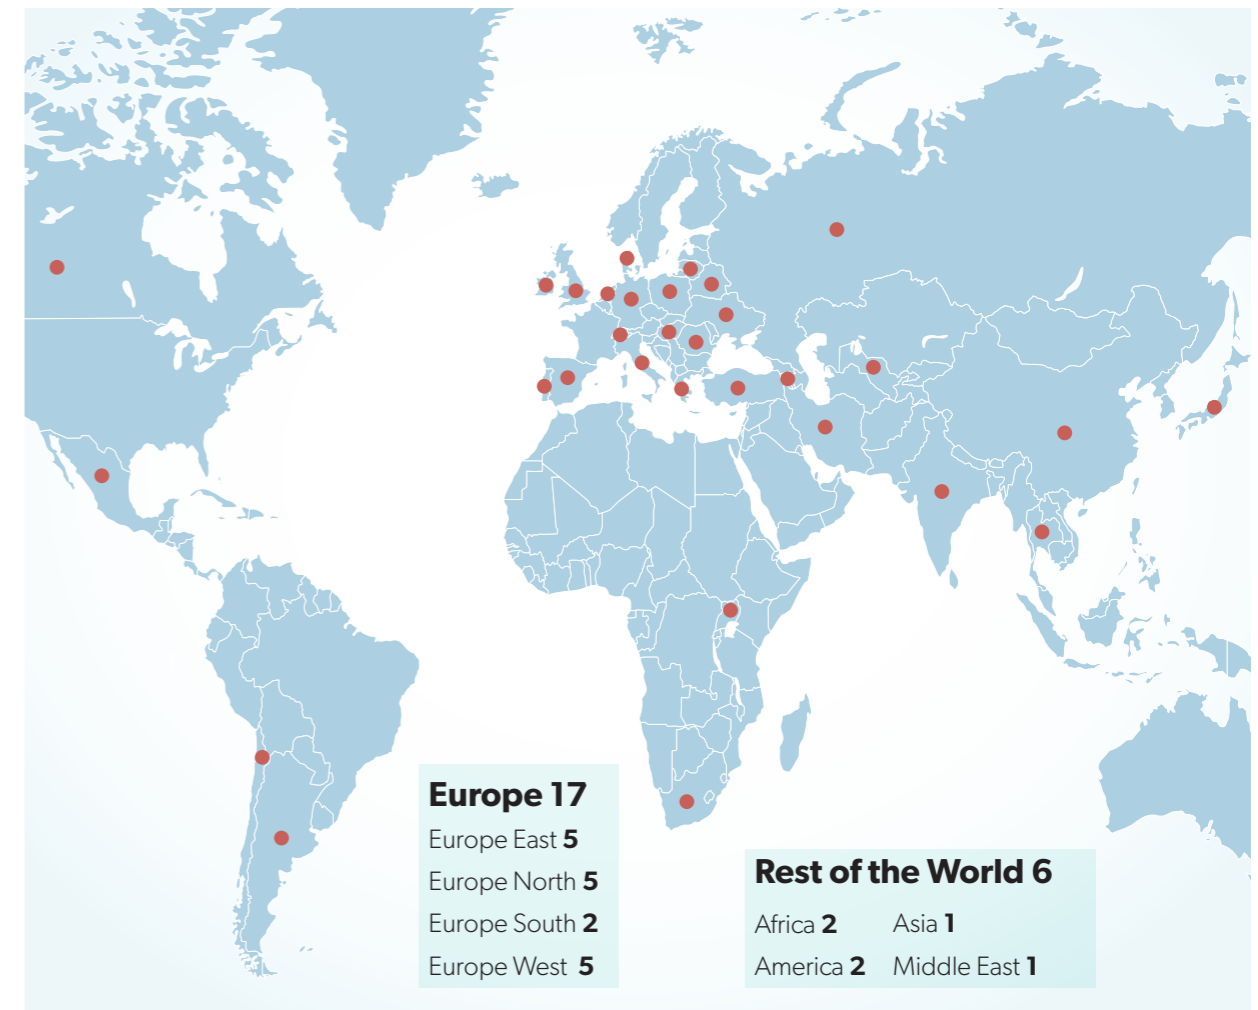 Europe 17
Europe East 5
Europe North 5
Europe South 2
Europe West 5
Rest of the World 6
Africa 2 Asia 1
America 2 Middle East 1